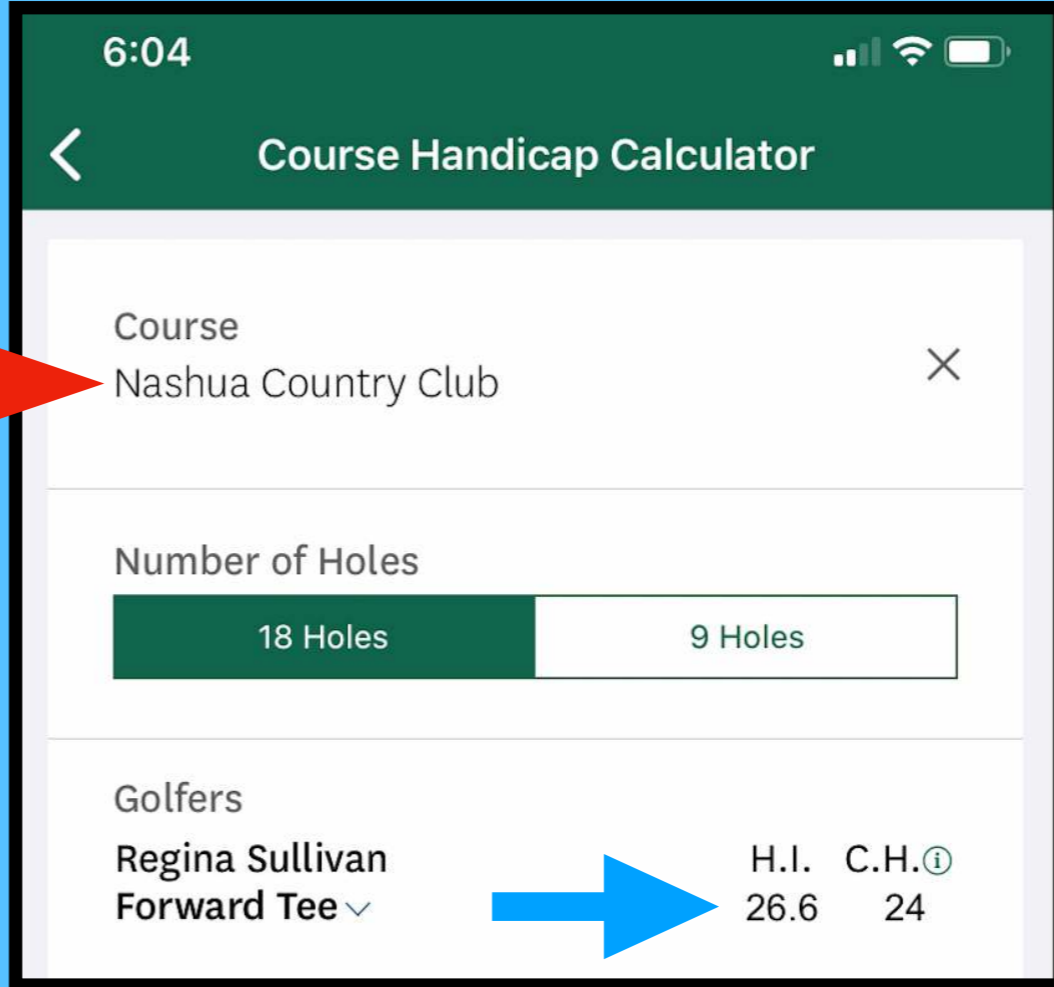 6:04
Course Handicap Calculator
Course
Nashua Country Club
Number of Holes
18 Holes 9 Holes
Golfers
Regina Sullivan H.I. C.H.
Forward Tee 26.6 24